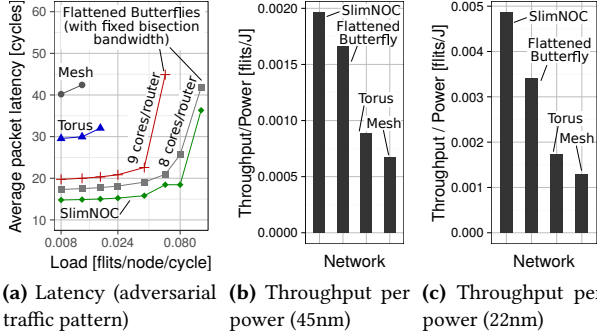 Flattened Butterflies
(with fixed bisection
bandwidth)
Average packet latency [cycles]
60
50
40
30
20
10
Mesh
Torus
9 cores/router
8 cores/router
SlimNOC
0.008
0.024
0.080
Load [flits/node/cycle]
(a) Latency (adversarial
traffic pattern)
Throughput/Power [flits/J]
0.0020
0.0015
0.0010
0.0005
0.0000
SlimNOC
Flattened
Butterfly
Torus
Mesh
Network
(b) Throughput per
power (45nm)
Throughput / Power [flits/J]
0.005
0.004
0.003
0.002
0.001
0.000
SlimNOC
Flattened
Butterfly
Torus
Mesh
Network
(c) Throughput pe
power (22nm)